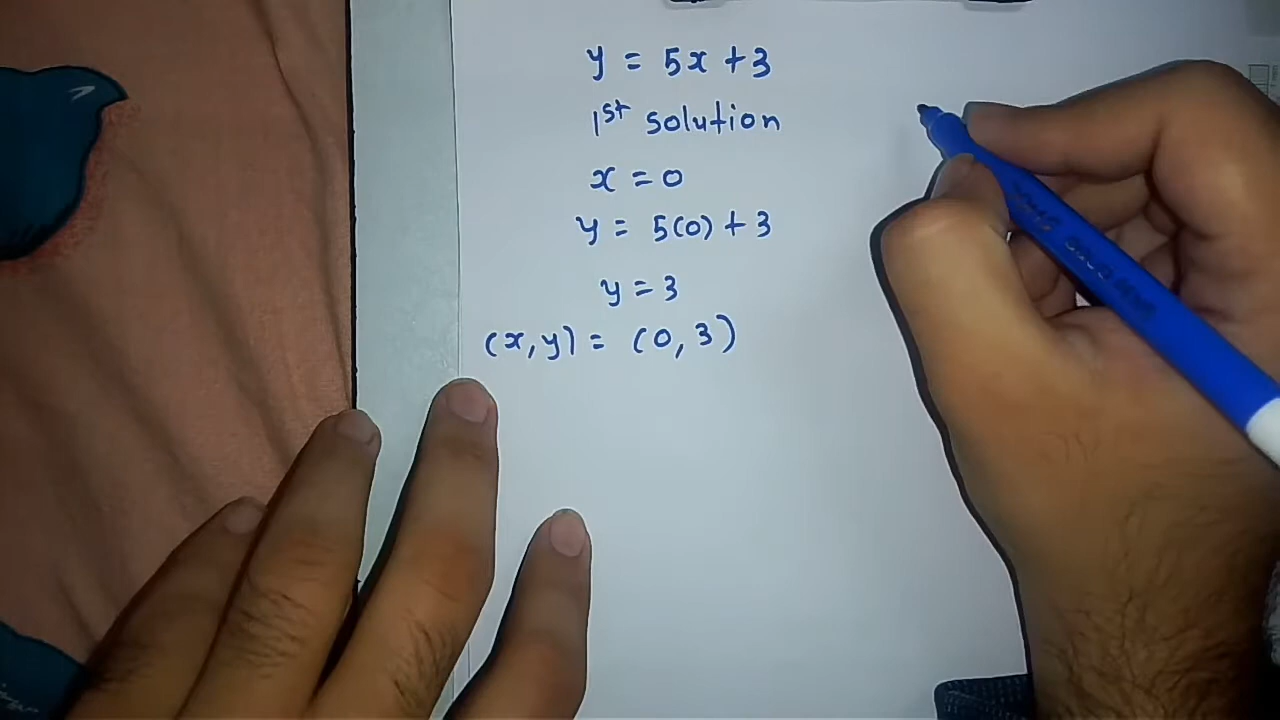 y = 5x + 3
1st solution
x = 0
y = 5(0) + 3
y = 3
(x,y) = (0, 3)